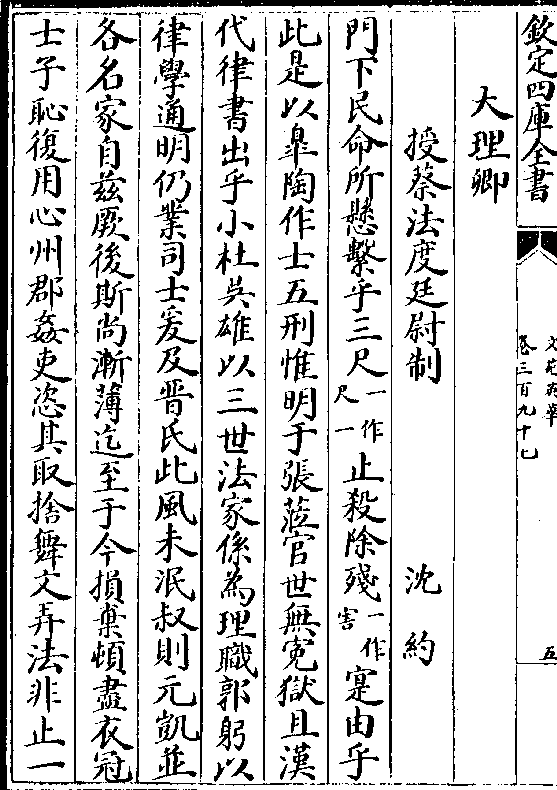 欽定四庫全書
文苑英華
卷三百九十七
五
大理卿
授蔡法度廷尉制　沈約
門下民命所懸繫乎三尺一作尺一止殺除殘一作害寔由乎
此是以臯陶作士五刑惟明于張蒞官世無寃獄且漢
代律書出乎小杜吳雄以三世法家係為理職郭躬以
律學通明仍業司士爰及晋氏此風未泯叔則元凱並
各名家自兹厥後斯尚漸薄迄至于今損棄頓盡衣冠
士子恥復用心州郡姦吏恣其取捨舞文弄法非止一